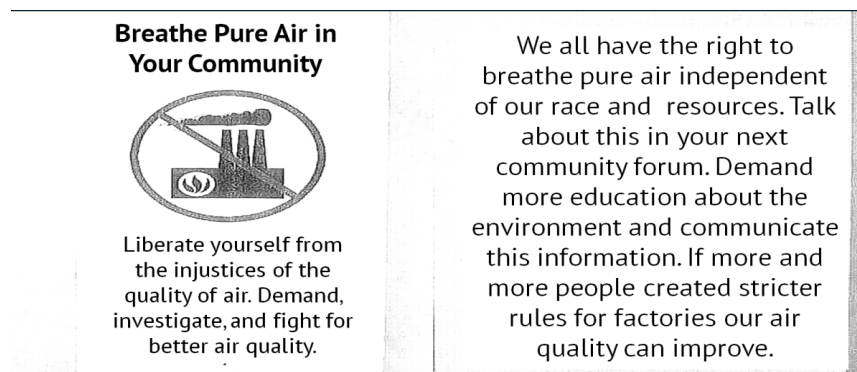 Breathe Pure Air in
Your Community
Liberate yourself from
the injustices of the
quality of air. Demand,
investigate, and fight for
better air quality.
We all have the right to
breathe pure air independent
of our race and  resources. Talk
about this in your next
community forum. Demand
more education about the
environment and communicate
this information. If more and
more people created stricter
rules for factories our air
quality can improve.